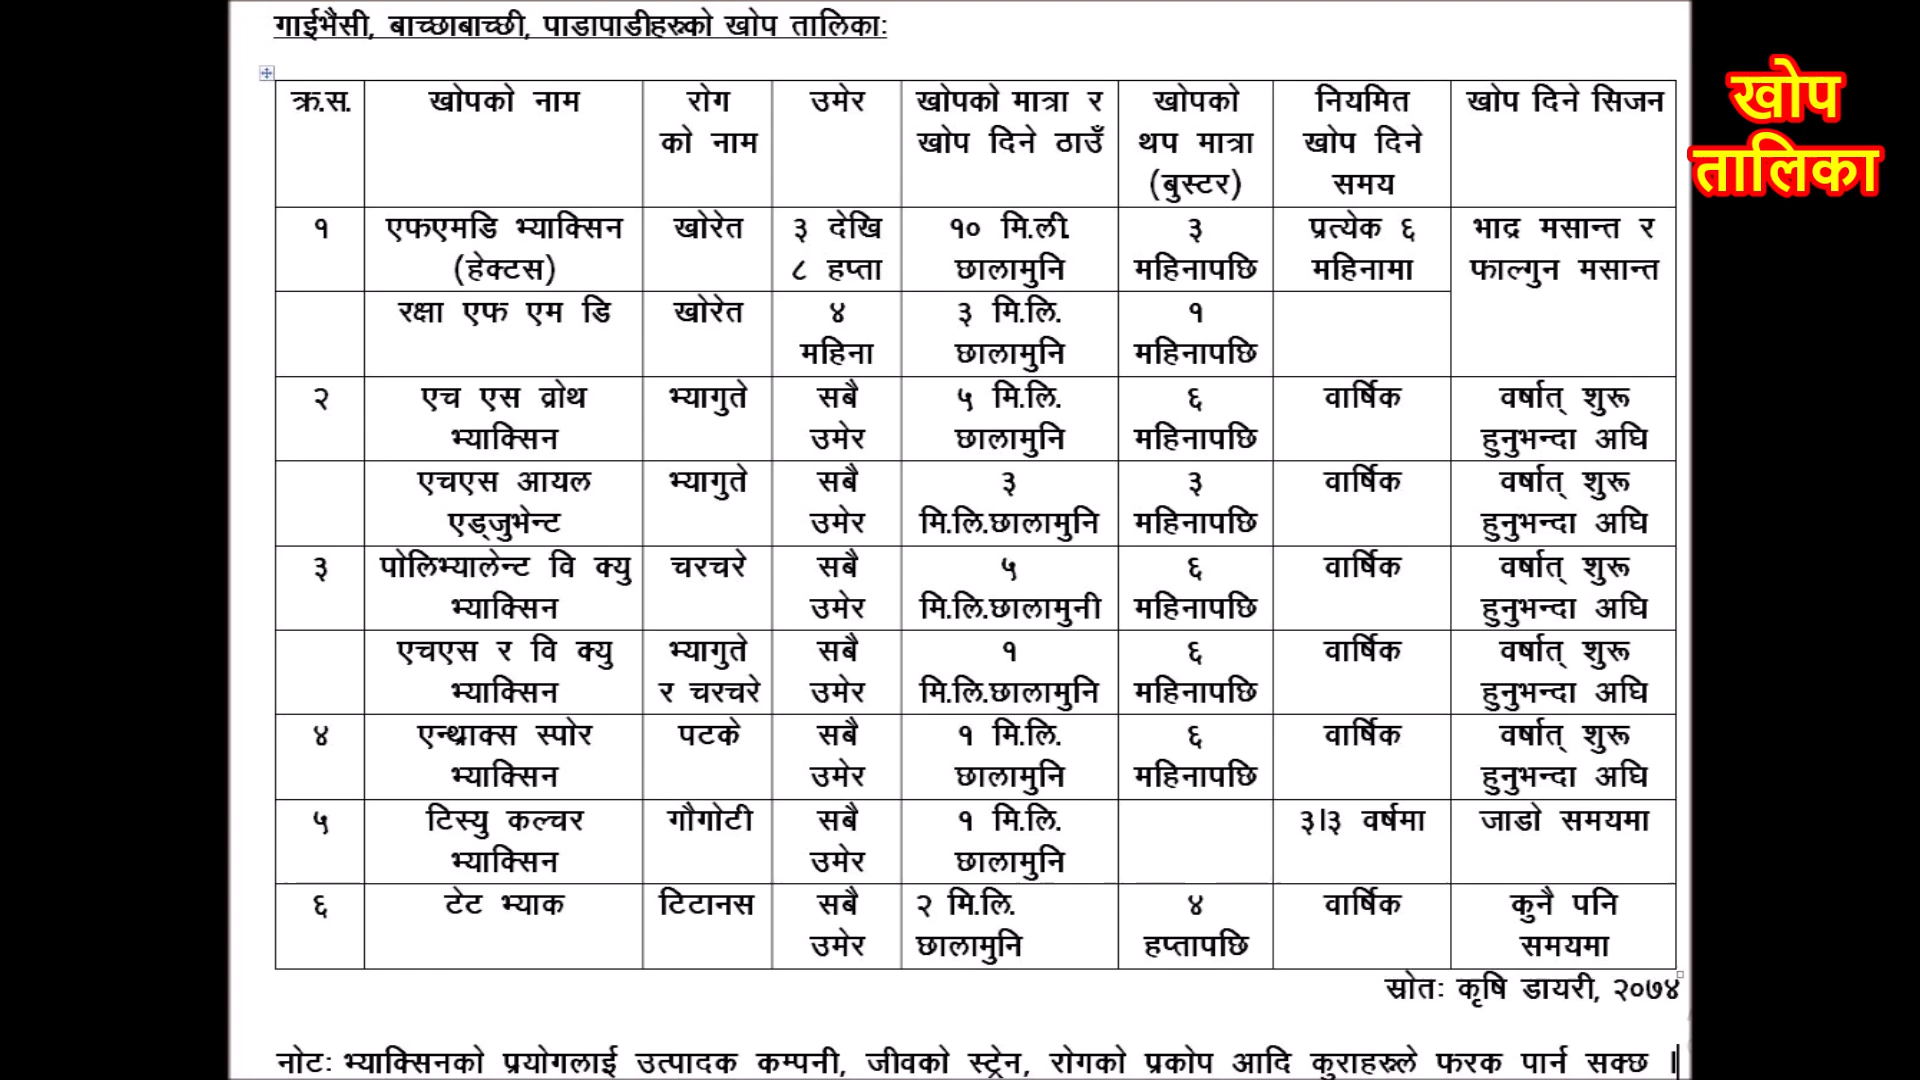 गाईभैसी, बाच्छाबाच्छी, पाडापाडीहरुको खोप तालिकाः
खोप
तालिका
क्र.स. | खोपको नाम | रोग को नाम | उमेर | खोपको मात्रा र खोप दिने ठाउँ | खोपको थप मात्रा (बुस्टर) | नियमित खोप दिने समय | खोप दिने सिजन
१ | एफएमडि भ्याक्सिन (हेक्टस) | खोरेत | ३ देखि ८ हप्ता | १० मि.ली. छालामुनि | ३ महिनापछि | प्रत्येक ६ महिनामा | भाद्र मसान्त र फाल्गुन मसान्त
रक्षा एफ एम डि | खोरेत | ४ महिना | ३ मि.लि. छालामुनि | १ महिनापछि
२ | एच एस व्रोथ भ्याक्सिन | भ्यागुते | सबै उमेर | ५ मि.लि. छालामुनि | ६ महिनापछि | वार्षिक | वर्षात् शुरू हुनुभन्दा अघि
एचएस आयल एड्जुभेन्ट | भ्यागुते | सबै उमेर | ३ मि.लि.छालामुनि | ३ महिनापछि | वार्षिक | वर्षात् शुरू हुनुभन्दा अघि
३ | पोलिभ्यालेन्ट वि क्यु भ्याक्सिन | चरचरे | सबै उमेर | ५ मि.लि.छालामुनी | ६ महिनापछि | वार्षिक | वर्षात् शुरू हुनुभन्दा अघि
एचएस र वि क्यु भ्याक्सिन | भ्यागुते र चरचरे | सबै उमेर | १ मि.लि.छालामुनि | ६ महिनापछि | वार्षिक | वर्षात् शुरू हुनुभन्दा अघि
४ | एन्थ्राक्स स्पोर भ्याक्सिन | पटके | सबै उमेर | १ मि.लि. छालामुनि | ६ महिनापछि | वार्षिक | वर्षात् शुरू हुनुभन्दा अघि
५ | टिस्यु कल्चर भ्याक्सिन | गौगोटी | सबै उमेर | १ मि.लि. छालामुनि | ३।३ वर्षमा | जाडो समयमा
६ | टेट भ्याक | टिटानस | सबै उमेर | २ मि.लि. छालामुनि | ४ हप्तापछि | वार्षिक | कुनै पनि समयमा
स्रोतः कृषि डायरी, २०७४
नोटः भ्याक्सिनको प्रयोगलाई उत्पादक कम्पनी, जीवको स्ट्रेन, रोगको प्रकोप आदि कुराहरुले फरक पार्न सक्छ ।